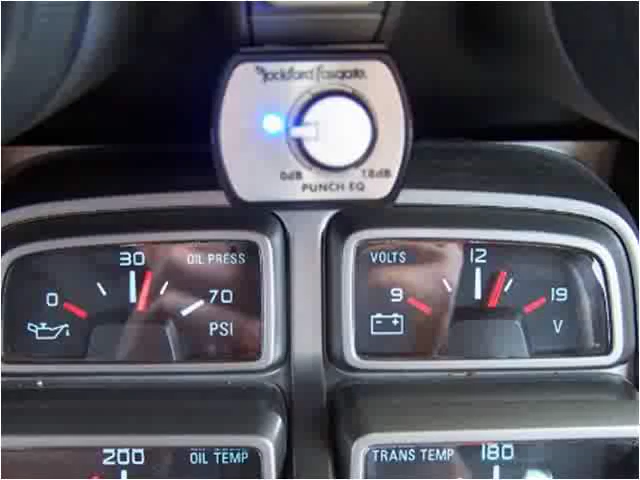 Rockford Fosgate
0dB 18dB
PUNCH EQ
30 OIL PRESS
0 70
PSI
VOLTS 12
9 19
- + V
200 OIL TEMP
TRANS TEMP 180